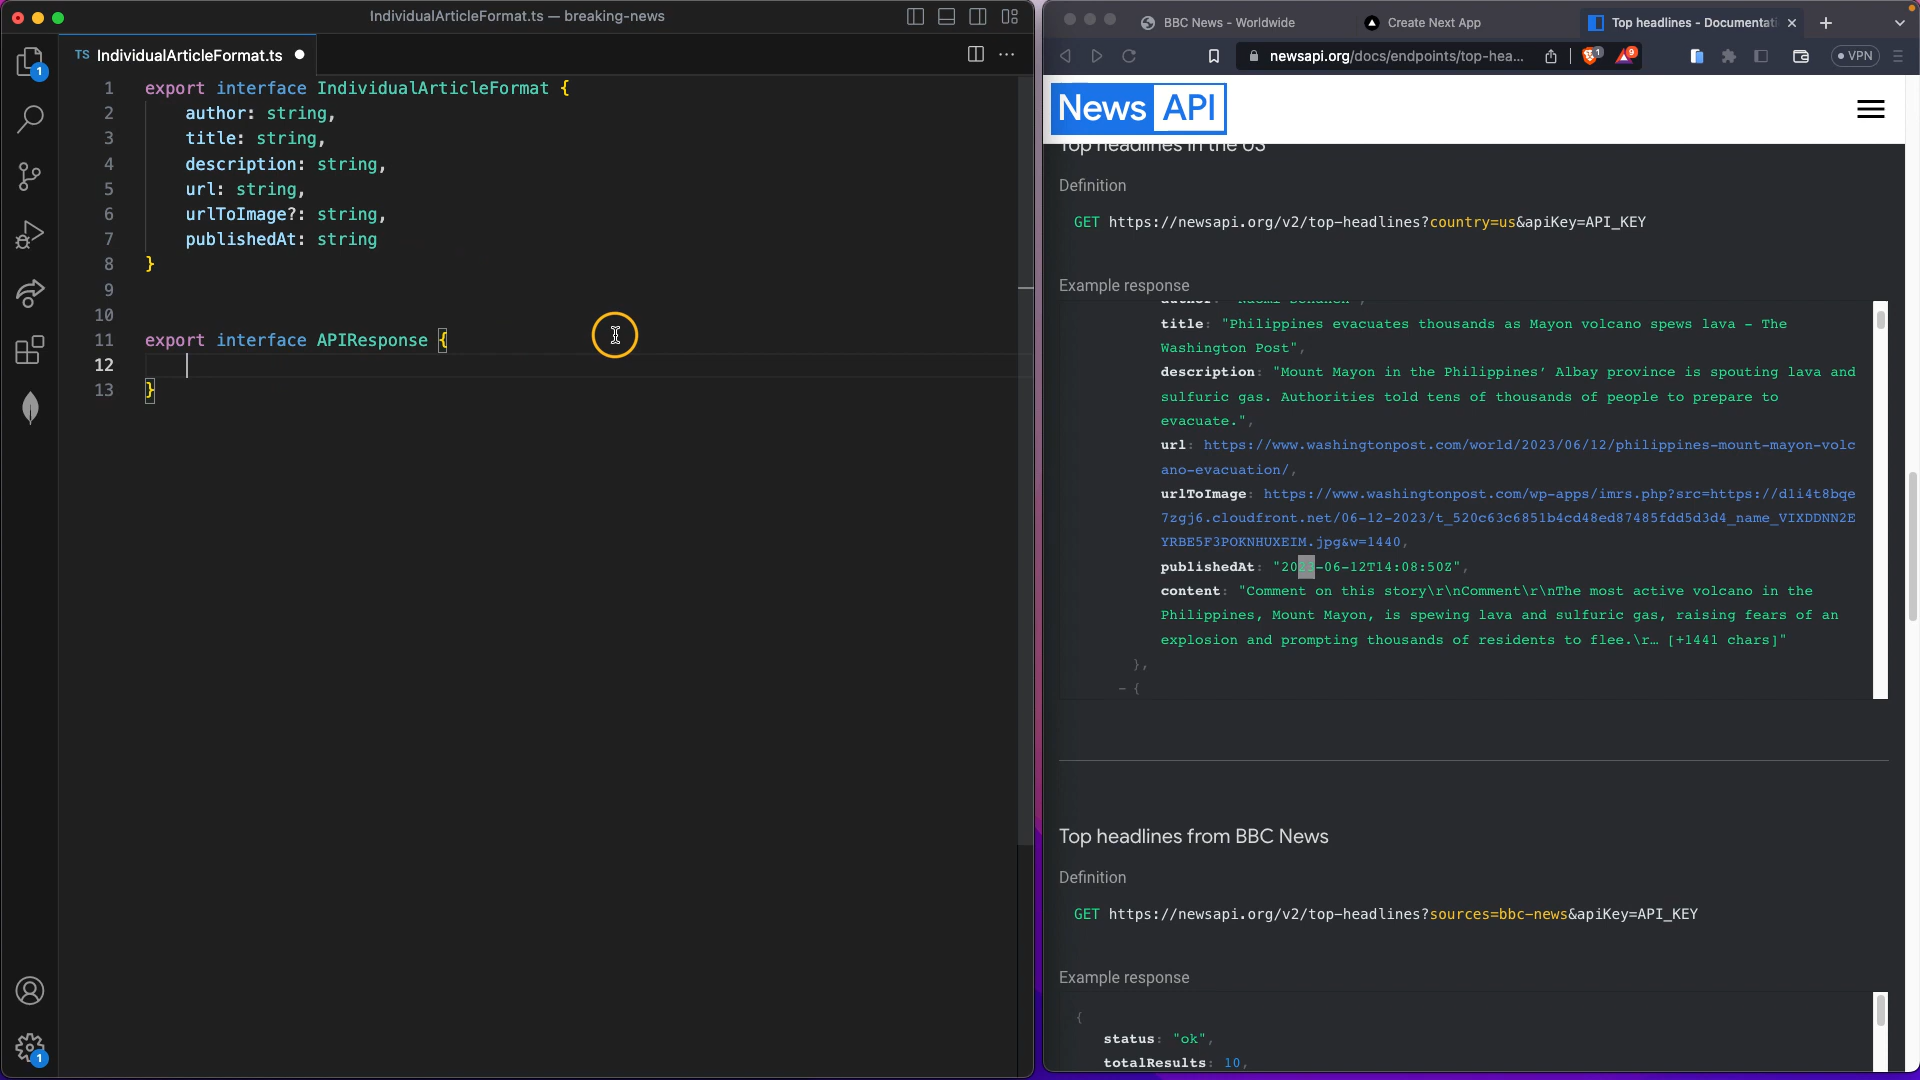 IndividualArticleFormat.ts — breaking-news
TS IndividualArticleFormat.ts
1 export interface IndividualArticleFormat {
2 author: string,
3 title: string,
4 description: string,
5 url: string,
6 urlToImage?: string,
7 publishedAt: string
8 }
9
10
11 export interface APIResponse {
12
13 }
1
1
BBC News - Worldwide
Create Next App
Top headlines - Documentati
newsapi.org/docs/endpoints/top-hea...
1
9
VPN
News API
Top headlines in the US
Definition
GET https://newsapi.org/v2/top-headlines?country=us&apiKey=API_KEY
Example response
title: "Philippines evacuates thousands as Mayon volcano spews lava - The
Washington Post",
description: "Mount Mayon in the Philippines’ Albay province is spouting lava and
sulfuric gas. Authorities told tens of thousands of people to prepare to
evacuate.",
url: https://www.washingtonpost.com/world/2023/06/12/philippines-mount-mayon-volc
ano-evacuation/,
urlToImage: https://www.washingtonpost.com/wp-apps/imrs.php?src=https://d1i4t8bqe
7zgj6.cloudfront.net/06-12-2023/t_520c63c6851b4cd48ed87485fdd5d3d4_name_VIXDDNN2E
YRBE5F3POKNHUXEIM.jpg&w=1440,
publishedAt: "2023-06-12T14:08:50Z",
content: "Comment on this story\r\nComment\r\nThe most active volcano in the
Philippines, Mount Mayon, is spewing lava and sulfuric gas, raising fears of an
explosion and prompting thousands of residents to flee.\r… [+1441 chars]"
},
- {
Top headlines from BBC News
Definition
GET https://newsapi.org/v2/top-headlines?sources=bbc-news&apiKey=API_KEY
Example response
{
status: "ok",
totalResults: 10,